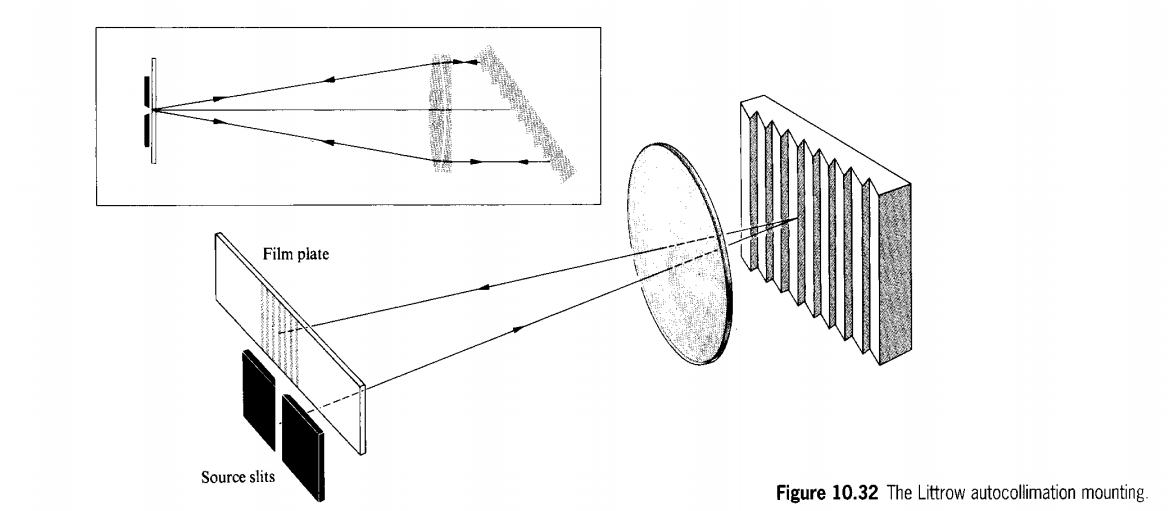 Film plate
Source slits
Figure 10.32 The Littrow autocollimation mounting.